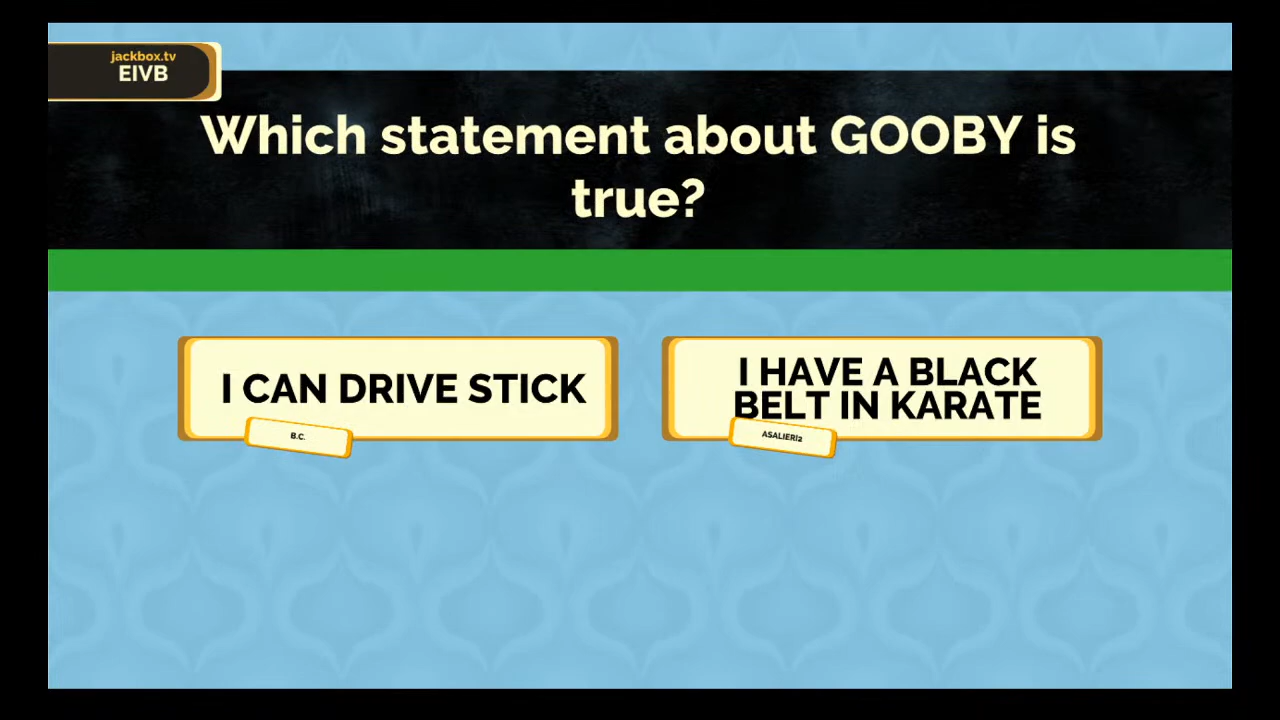 jackbox.tv
EIVB
Which statement about GOOBY is
true?
I CAN DRIVE STICK
B.C.
I HAVE A BLACK
BELT IN KARATE
ASALIERI2